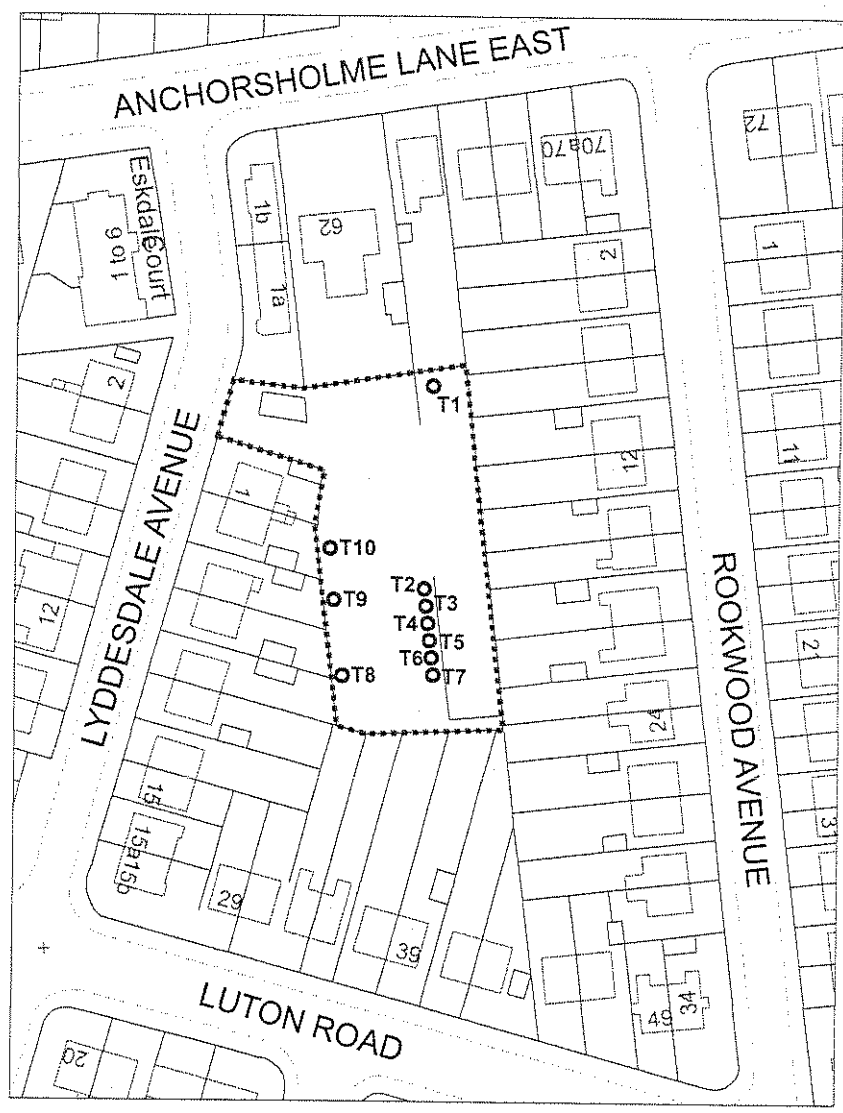 ANCHORSHOLME LANE EAST
Eskdale Court
1 to 6
1b
1a
62
70a70
72
2
1
2
T1
12
11
LYDDESDALE AVENUE
1
T10
12
T9
T2
T3
T4
T5
T6
T7
T8
ROOKWOOD AVENUE
21
24
15
15a15b
31
29
39
LUTON ROAD
49
34
20